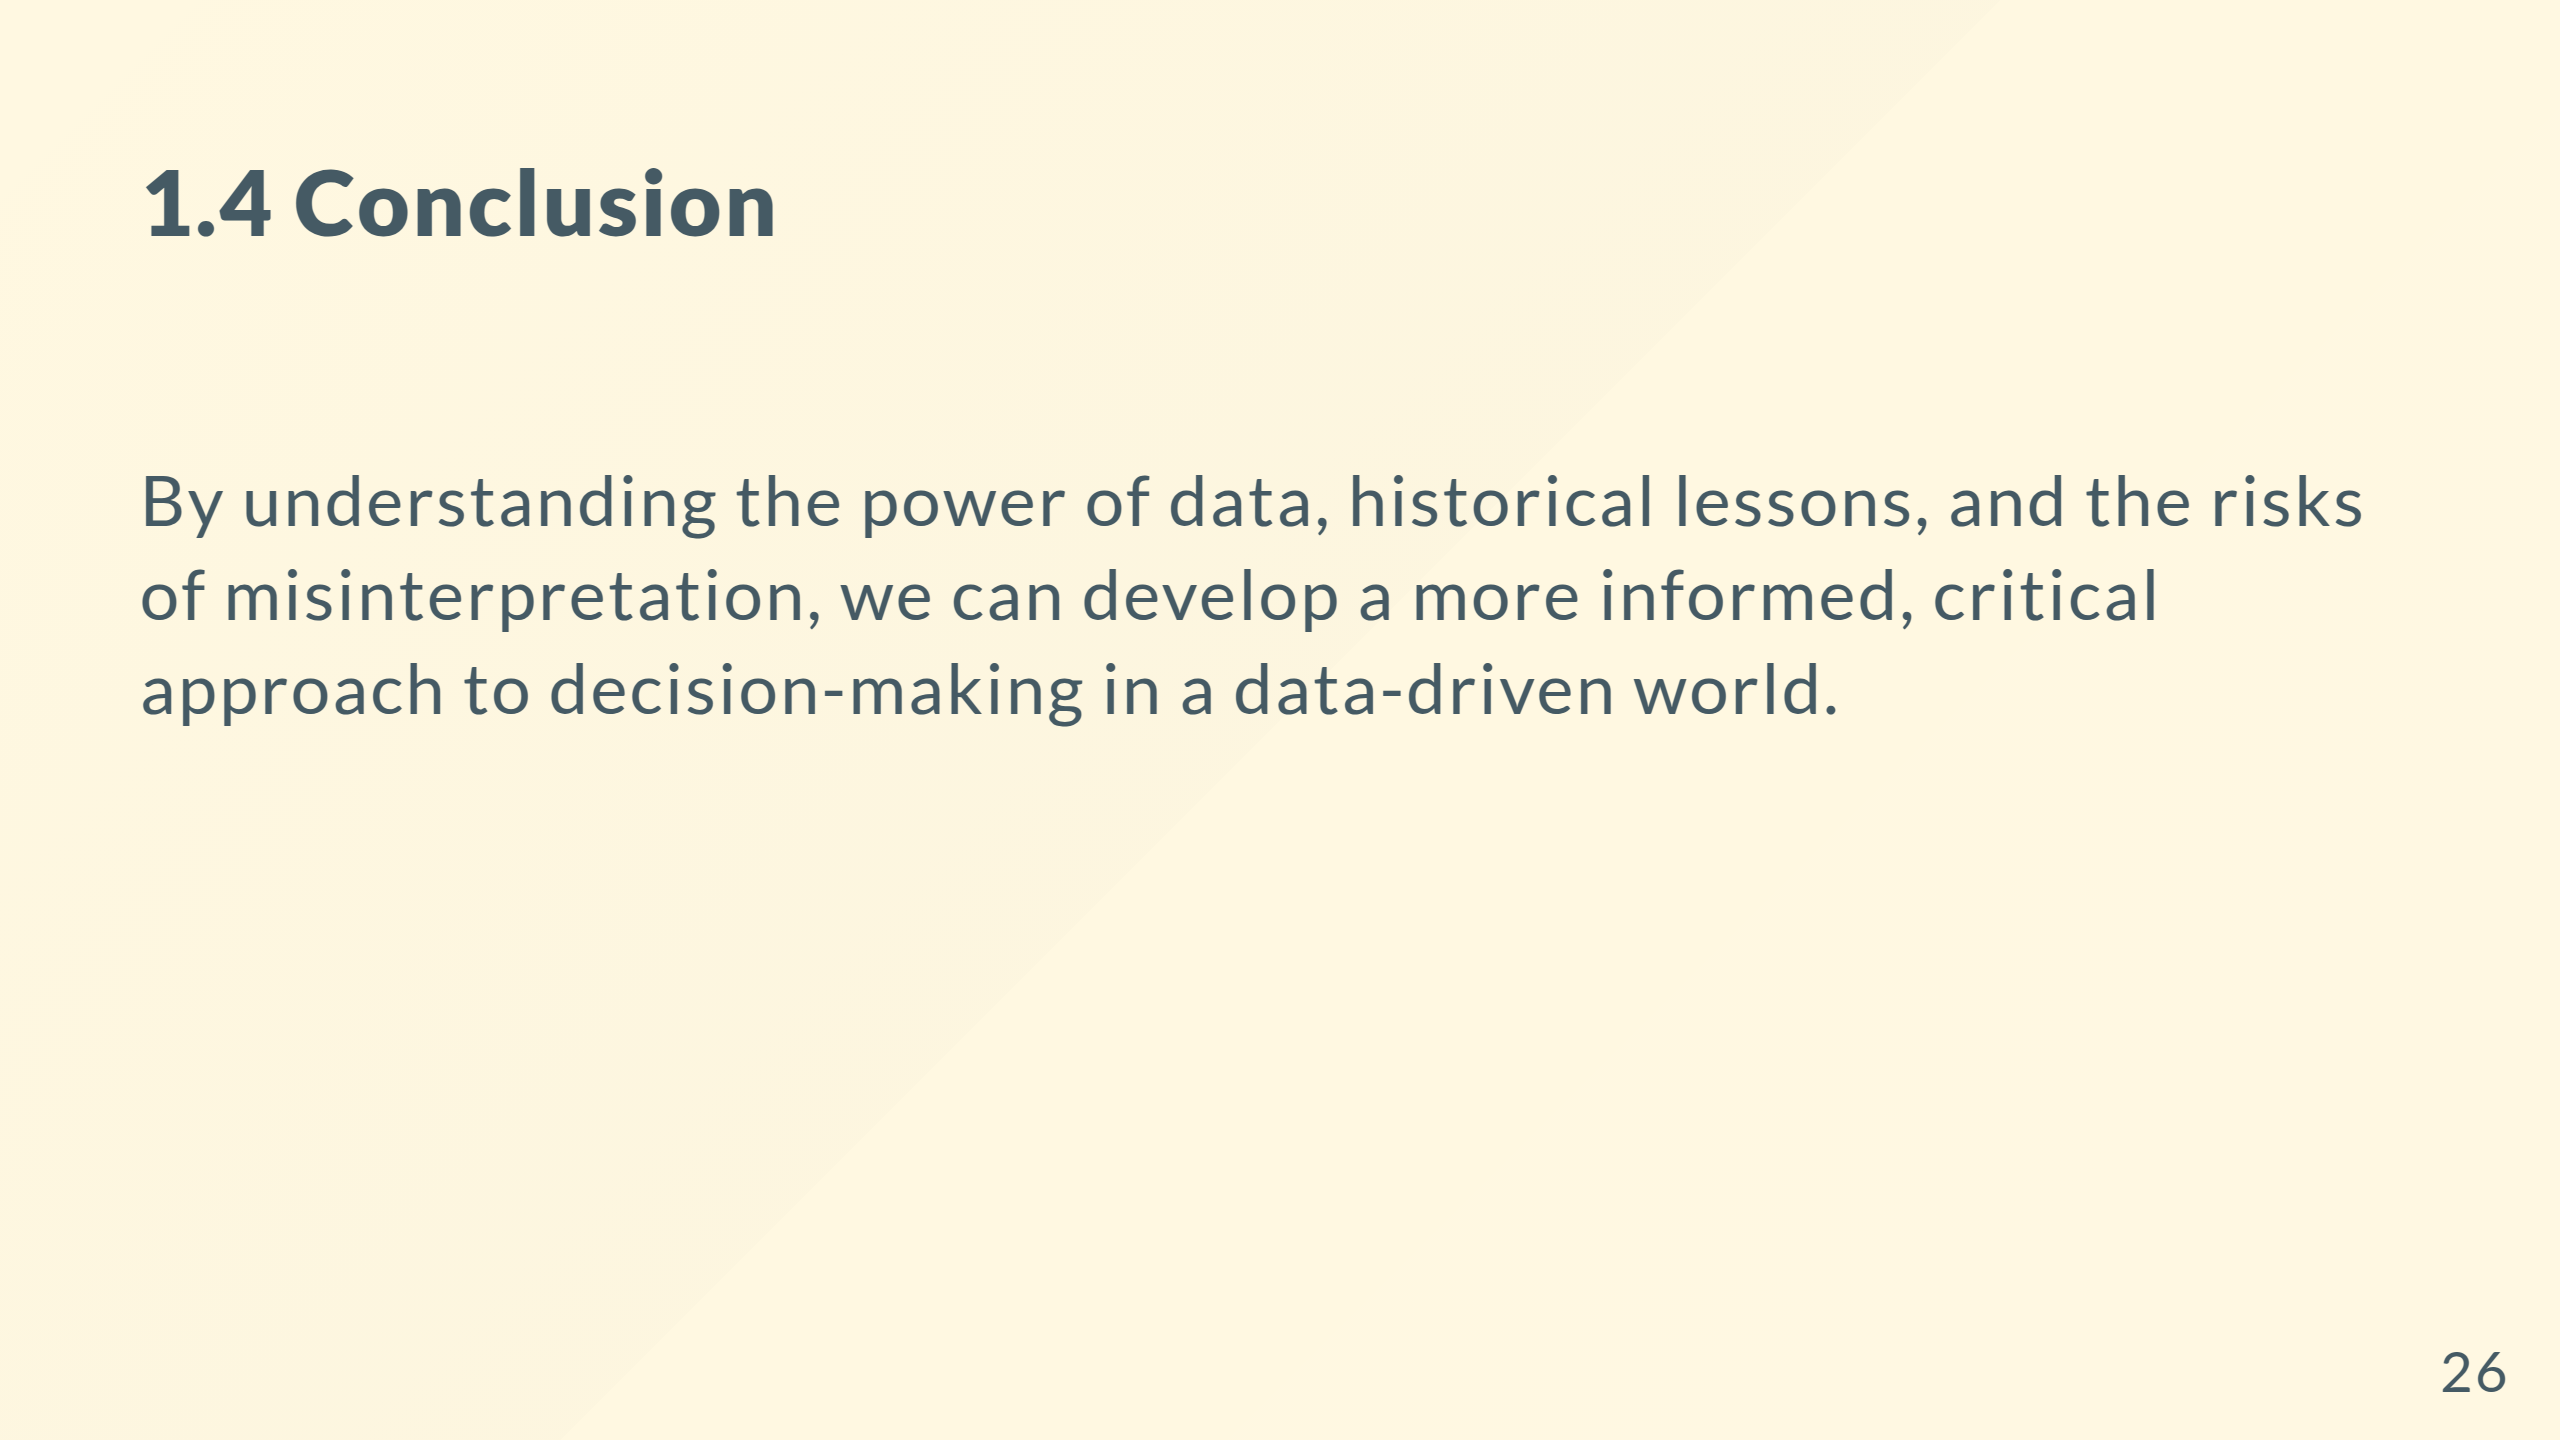 1.4 Conclusion
By understanding the power of data, historical lessons, and the risks
of misinterpretation, we can develop a more informed, critical
approach to decision-making in a data-driven world.
26